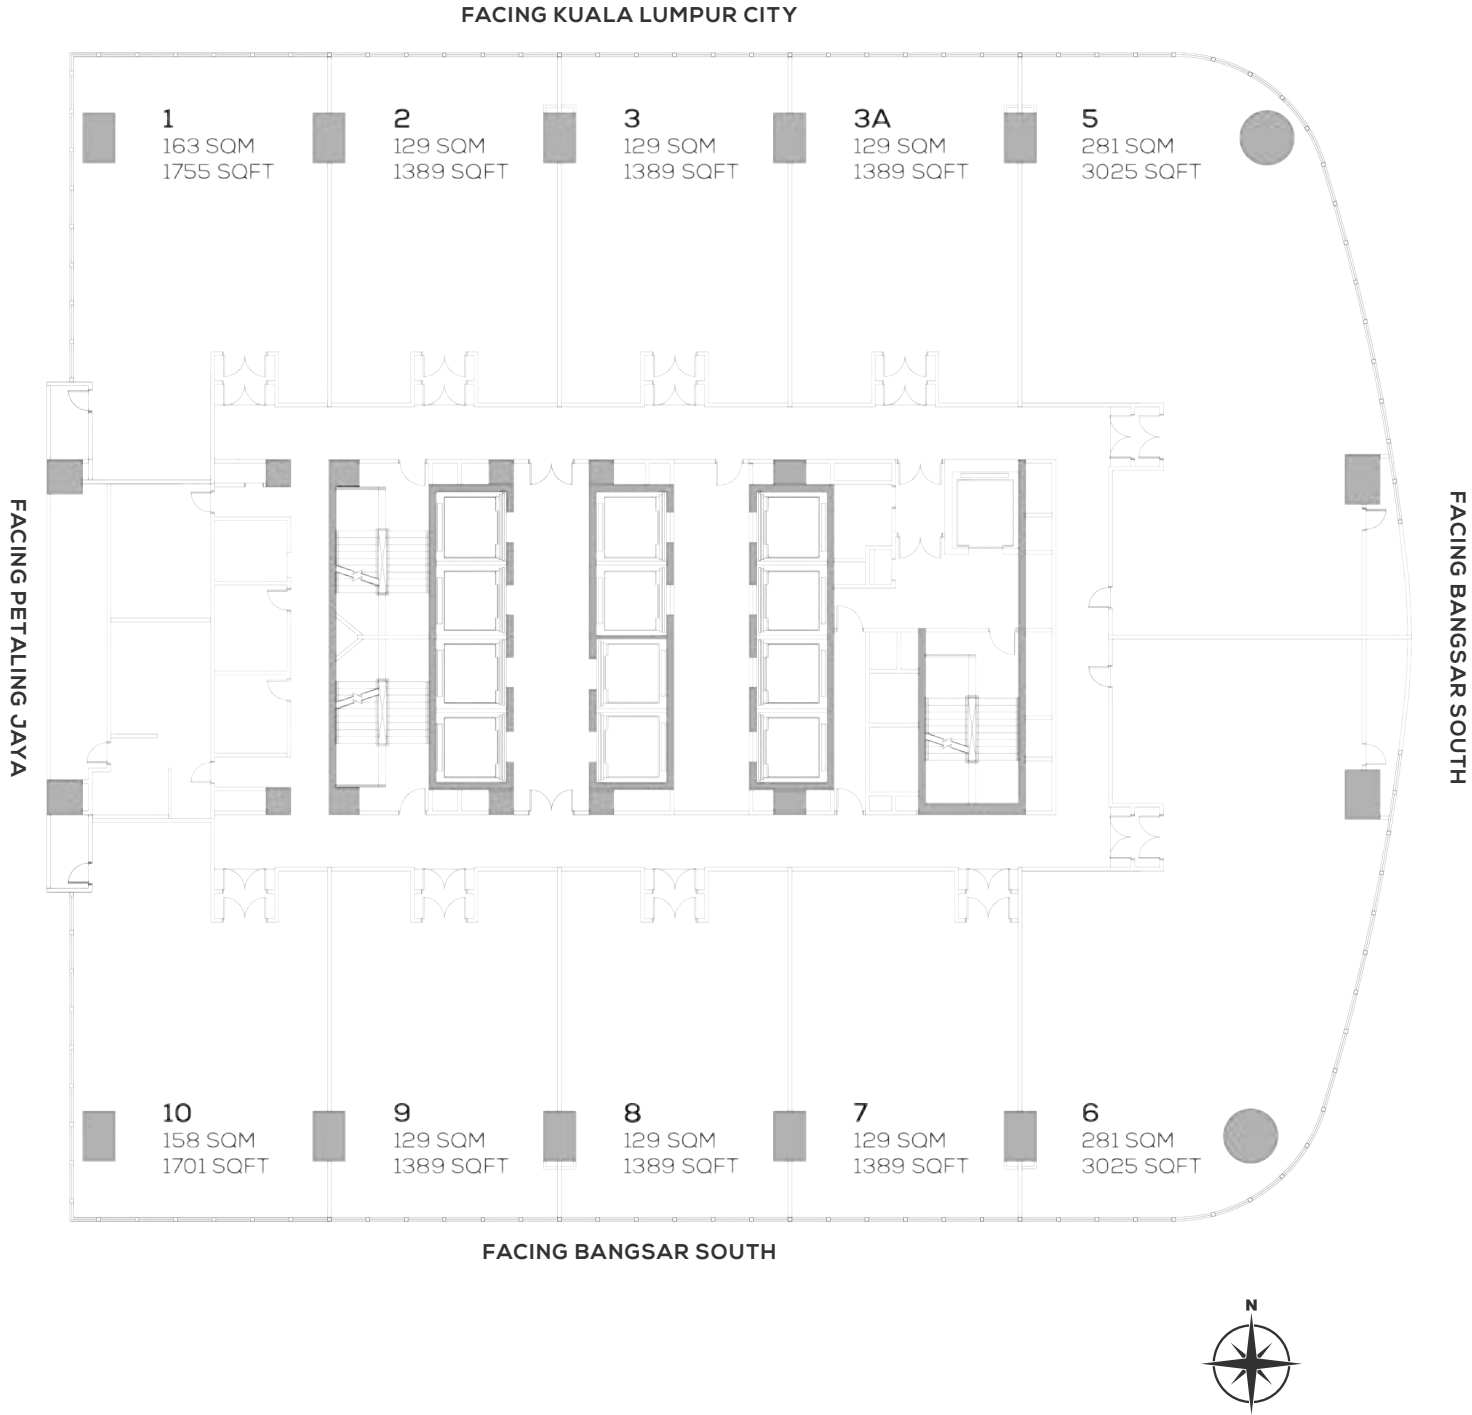 FACING KUALA LUMPUR CITY
1
163 SQM
1755 SQFT
2
129 SQM
1389 SQFT
3
129 SQM
1389 SQFT
3A
129 SQM
1389 SQFT
5
281 SQM
3025 SQFT
FACING PETALING JAYA
FACING BANGSAR SOUTH
10
158 SQM
1701 SQFT
9
129 SQM
1389 SQFT
8
129 SQM
1389 SQFT
7
129 SQM
1389 SQFT
6
281 SQM
3025 SQFT
FACING BANGSAR SOUTH
N